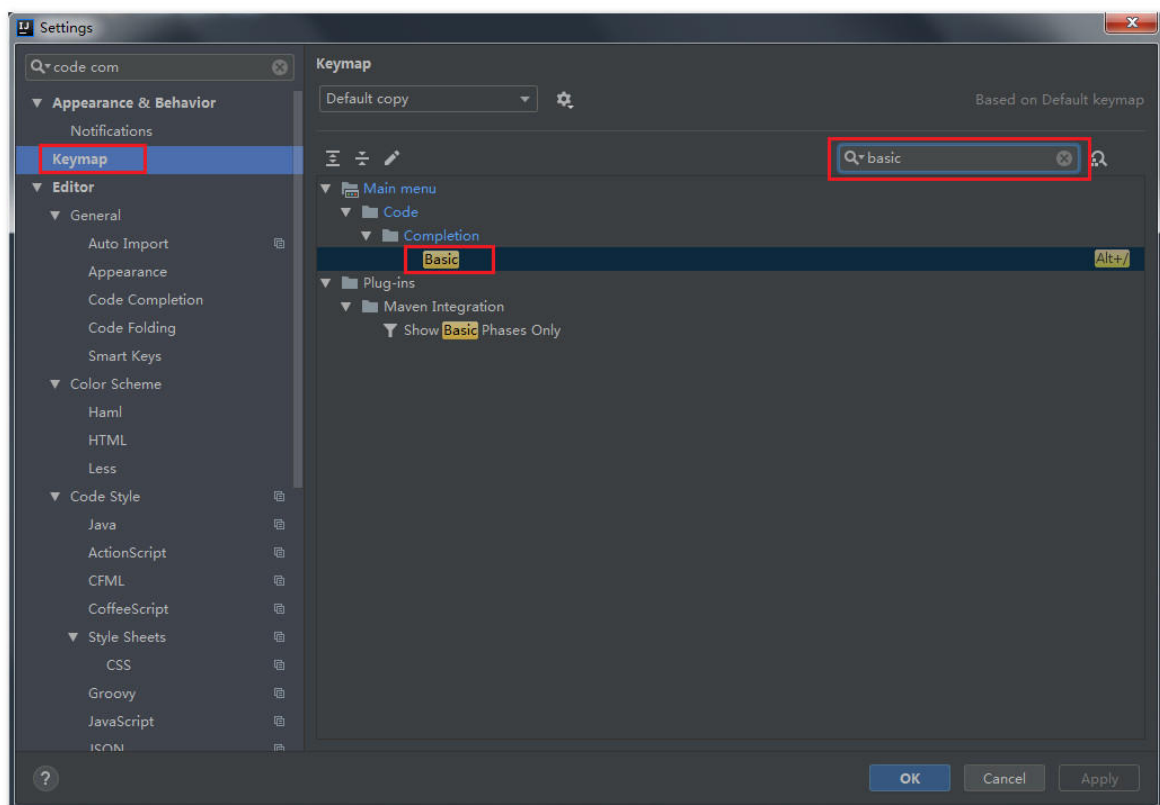 IJ Settings
code com
Appearance & Behavior
Notifications
Keymap
Editor
General
Auto Import
Appearance
Code Completion
Code Folding
Smart Keys
Color Scheme
Haml
HTML
Less
Code Style
Java
ActionScript
CFML
CoffeeScript
Style Sheets
CSS
Groovy
JavaScript
JSON
?
Keymap
Default copy
Based on Default keymap
basic
Main menu
Code
Completion
Basic Alt+/
Plug-ins
Maven Integration
Show Basic Phases Only
OK Cancel Apply